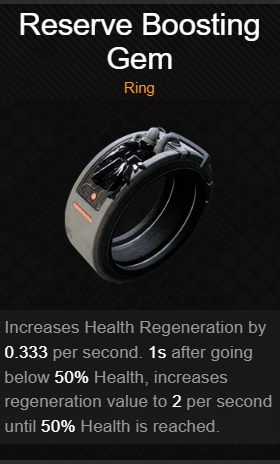 Reserve Boosting
Gem
Ring
Increases Health Regeneration by
0.333 per second. 1s after going
below 50% Health, increases
regeneration value to 2 per second
until 50% Health is reached.